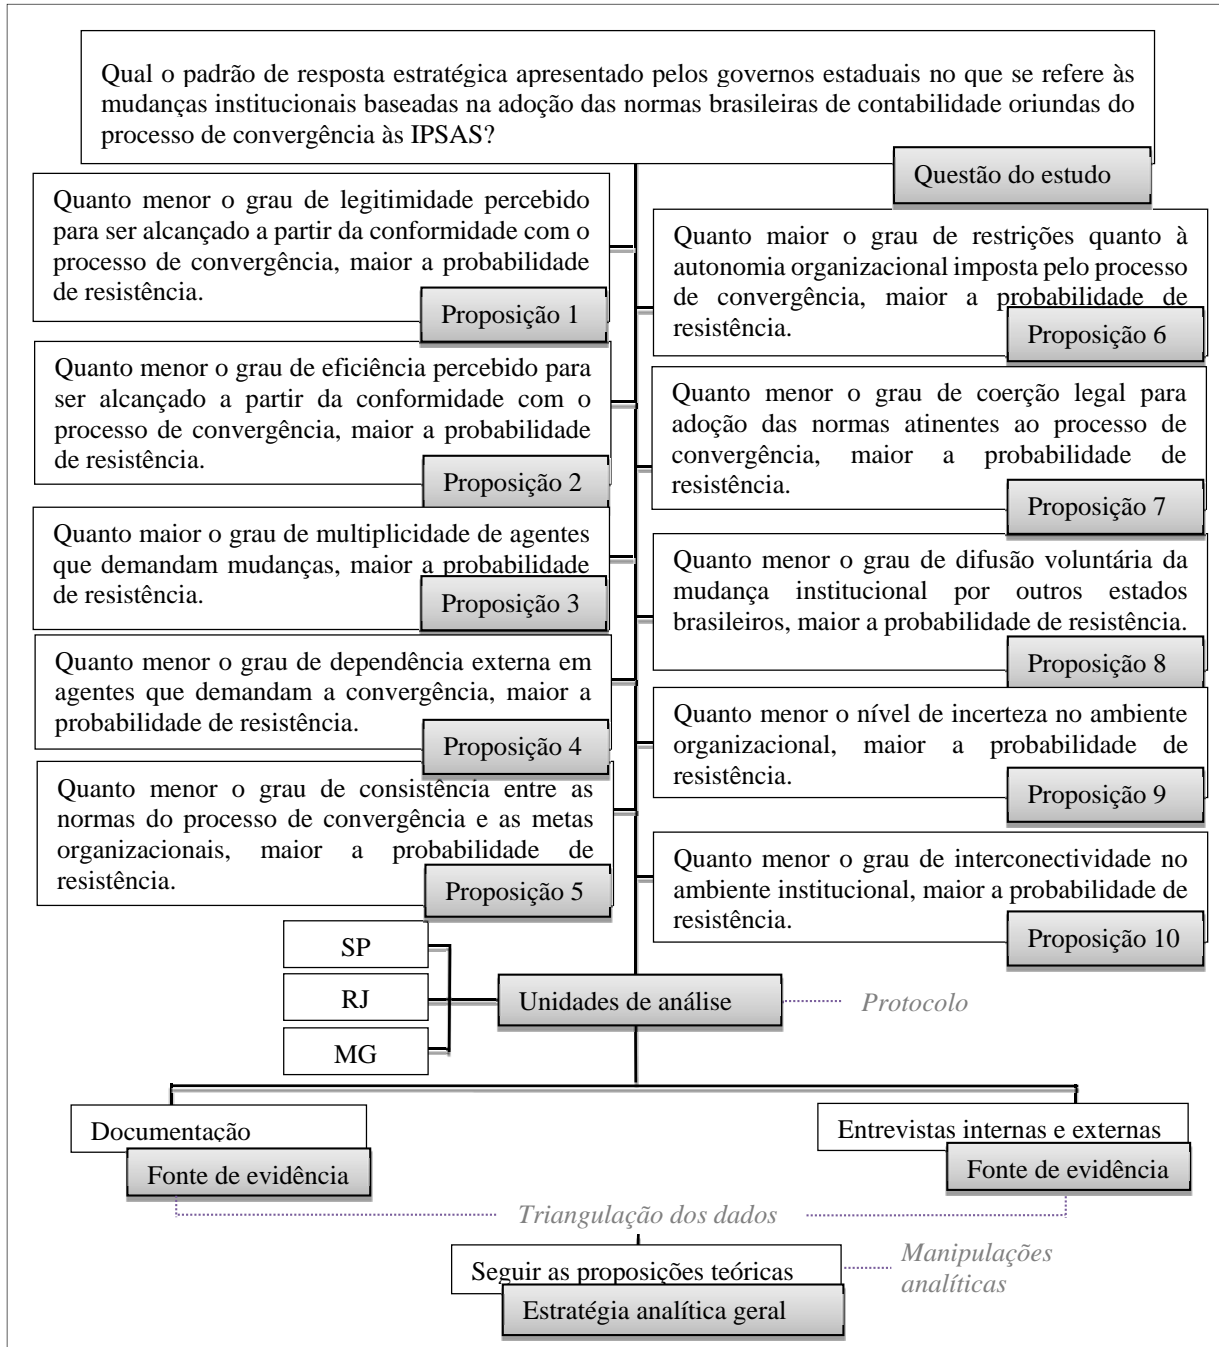 Qual o padrão de resposta estratégica apresentado pelos governos estaduais no que se refere às
mudanças institucionais baseadas na adoção das normas brasileiras de contabilidade oriundas do
processo de convergência às IPSAS?
Questão do estudo
Quanto menor o grau de legitimidade percebido
para ser alcançado a partir da conformidade com o
processo de convergência, maior a probabilidade
de resistência.
Proposição 1
Quanto menor o grau de eficiência percebido para
ser alcançado a partir da conformidade com o
processo de convergência, maior a probabilidade
de resistência.
Proposição 2
Quanto maior o grau de multiplicidade de agentes
que demandam mudanças, maior a probabilidade
de resistência.
Proposição 3
Quanto menor o grau de dependência externa em
agentes que demandam a convergência, maior a
probabilidade de resistência.
Proposição 4
Quanto menor o grau de consistência entre as
normas do processo de convergência e as metas
organizacionais, maior a probabilidade de
resistência.
Proposição 5
Quanto maior o grau de restrições quanto à
autonomia organizacional imposta pelo processo
de convergência, maior a probabilidade de
resistência.
Proposição 6
Quanto menor o grau de coerção legal para
adoção das normas atinentes ao processo de
convergência, maior a probabilidade de
resistência.
Proposição 7
Quanto menor o grau de difusão voluntária da
mudança institucional por outros estados
brasileiros, maior a probabilidade de resistência.
Proposição 8
Quanto menor o nível de incerteza no ambiente
organizacional, maior a probabilidade de
resistência.
Proposição 9
Quanto menor o grau de interconectividade no
ambiente institucional, maior a probabilidade de
resistência.
Proposição 10
SP
RJ
MG
Unidades de análise
Protocolo
Documentação
Fonte de evidência
Entrevistas internas e externas
Fonte de evidência
Triangulação dos dados
Seguir as proposições teóricas
Estratégia analítica geral
Manipulações
analíticas